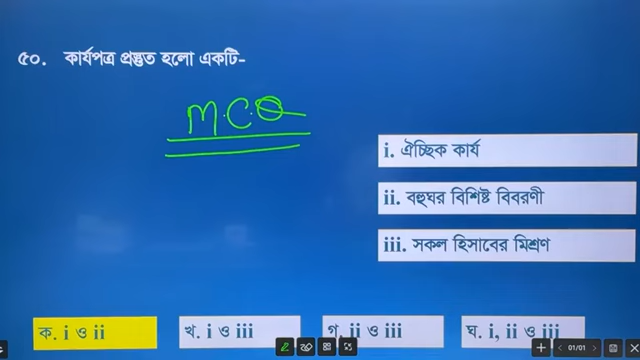 ৫০. কার্যপত্র প্রস্তুত হলো একটি-
M.C.Q
i. ঐচ্ছিক কার্য
ii. বহুঘর বিশিষ্ট বিবরণী
iii. সকল হিসাবের মিশ্রণ
ক. i ও ii
খ. i ও iii
গ. ii ও iii
ঘ. i, ii ও iii
01/01